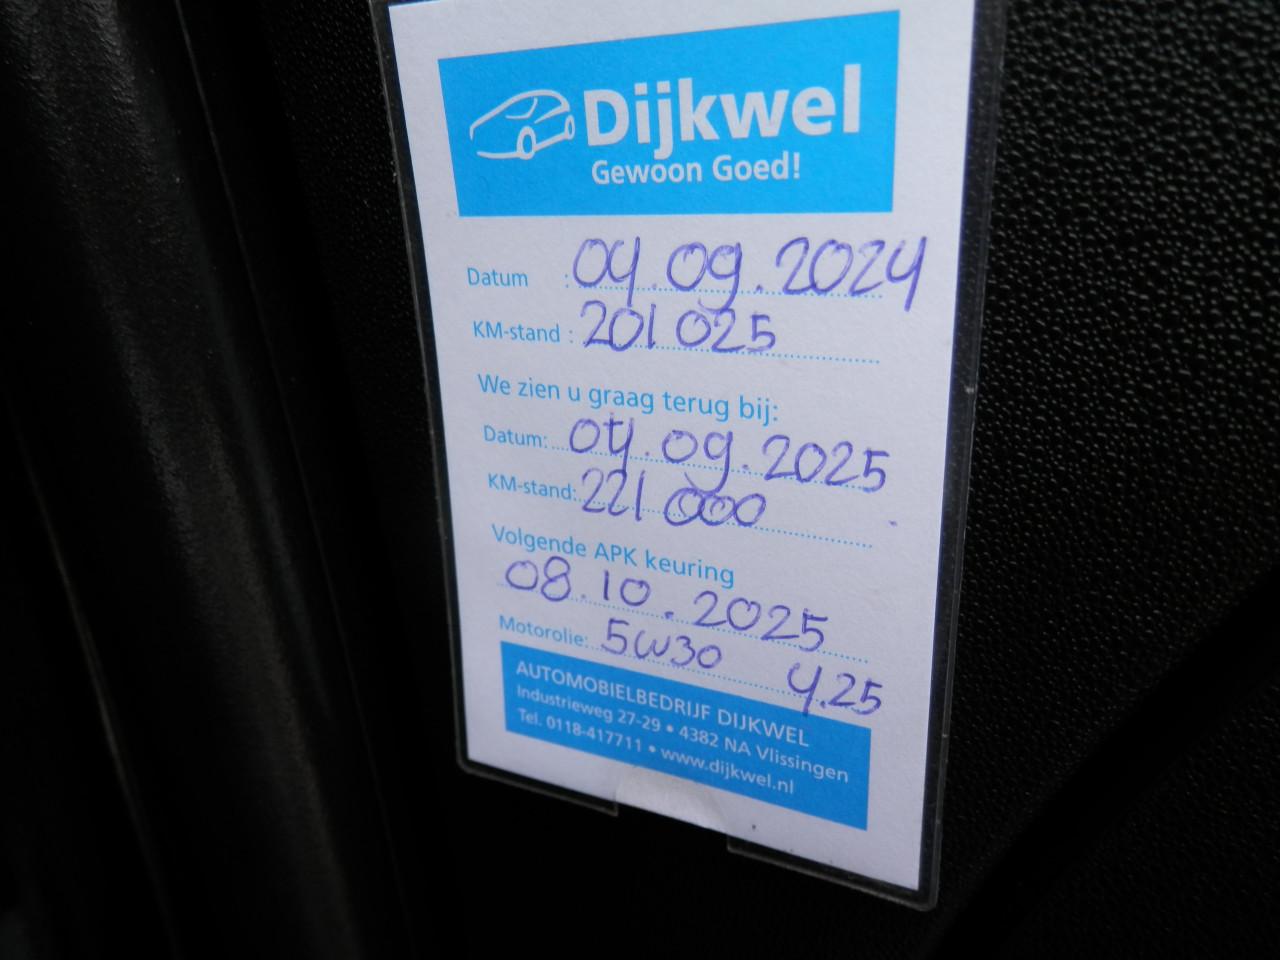 Dijkwel
Gewoon Goed!
Datum : 04.09.2024
KM-stand : 201 025
We zien u graag terug bij:
Datum: 04.09.2025
KM-stand: 221 000
Volgende APK keuring
08.10.2025
Motorolie: 5W30 4.25
AUTOMOBIELBEDRIJF DIJKWEL
Industrieweg 27-29 • 4382 NA Vlissingen
Tel. 0118-417711 • www.dijkwel.nl